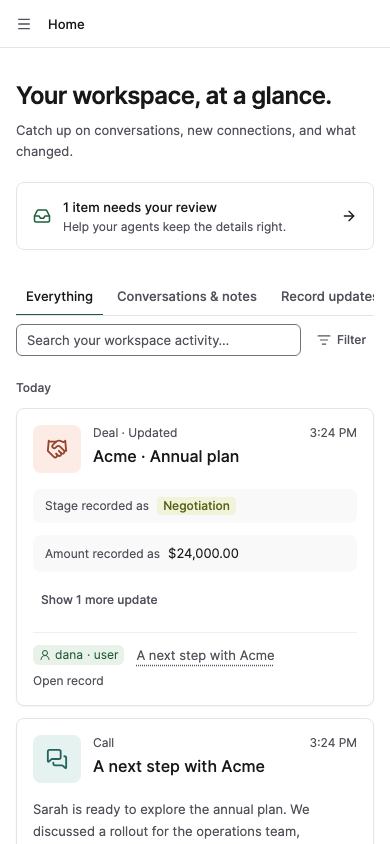 Home
Your workspace, at a glance.
Catch up on conversations, new connections, and what
changed.
1 item needs your review
Help your agents keep the details right.
Everything
Conversations & notes
Record updates
Search your workspace activity...
Filter
Today
Deal · Updated
3:24 PM
Acme · Annual plan
Stage recorded as Negotiation
Amount recorded as $24,000.00
Show 1 more update
dana · user
A next step with Acme
Open record
Call
3:24 PM
A next step with Acme
Sarah is ready to explore the annual plan. We
discussed a rollout for the operations team,